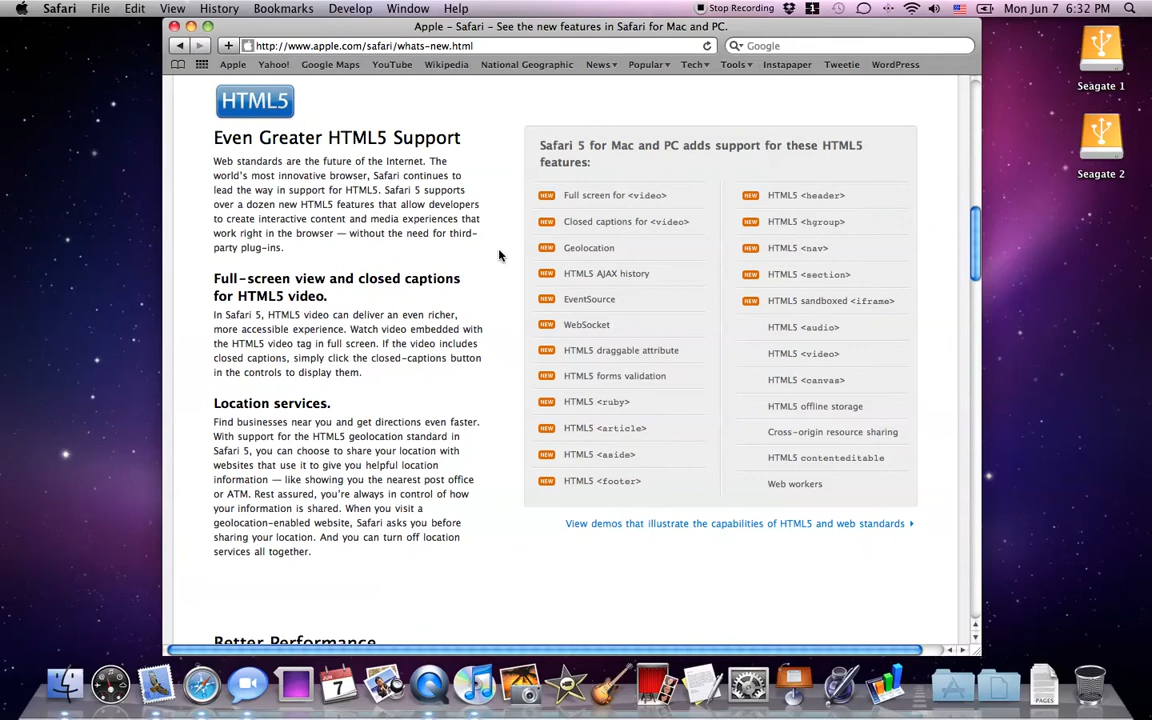 Safari File Edit View History Bookmarks Develop Window Help Stop Recording 1 Mon Jun 7 6:32 PM
Apple – Safari – See the new features in Safari for Mac and PC.
http://www.apple.com/safari/whats-new.html Google
Apple Yahoo! Google Maps YouTube Wikipedia National Geographic News Popular Tech Tools Instapaper Tweetie WordPress
Seagate 1
Seagate 2
HTML5
Even Greater HTML5 Support
Web standards are the future of the Internet. The
world's most innovative browser, Safari continues to
lead the way in support for HTML5. Safari 5 supports
over a dozen new HTML5 features that allow developers
to create interactive content and media experiences that
work right in the browser — without the need for third-
party plug-ins.
Full-screen view and closed captions
for HTML5 video.
In Safari 5, HTML5 video can deliver an even richer,
more accessible experience. Watch video embedded with
the HTML5 video tag in full screen. If the video includes
closed captions, simply click the closed-captions button
in the controls to display them.
Location services.
Find businesses near you and get directions even faster.
With support for the HTML5 geolocation standard in
Safari 5, you can choose to share your location with
websites that use it to give you helpful location
information — like showing you the nearest post office
or ATM. Rest assured, you're always in control of how
your information is shared. When you visit a
geolocation-enabled website, Safari asks you before
sharing your location. And you can turn off location
services all together.
Safari 5 for Mac and PC adds support for these HTML5
features:
NEW Full screen for <video>
NEW Closed captions for <video>
NEW Geolocation
NEW HTML5 AJAX history
NEW EventSource
NEW WebSocket
NEW HTML5 draggable attribute
NEW HTML5 forms validation
NEW HTML5 <ruby>
NEW HTML5 <article>
NEW HTML5 <aside>
NEW HTML5 <footer>
NEW HTML5 <header>
NEW HTML5 <hgroup>
NEW HTML5 <nav>
NEW HTML5 <section>
NEW HTML5 sandboxed <iframe>
HTML5 <audio>
HTML5 <video>
HTML5 <canvas>
HTML5 offline storage
Cross-origin resource sharing
HTML5 contenteditable
Web workers
View demos that illustrate the capabilities of HTML5 and web standards
Better Performance
JUN
7
PAGES